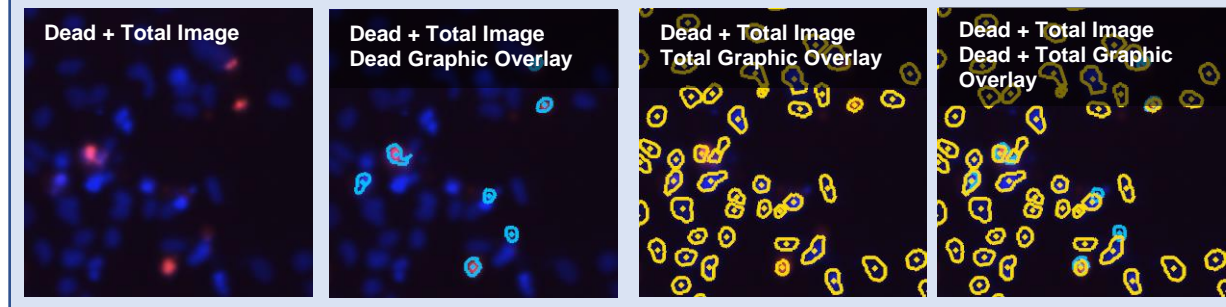 Dead + Total Image
Dead + Total Image
Dead Graphic Overlay
Dead + Total Image
Total Graphic Overlay
Dead + Total Image
Dead + Total Graphic
Overlay